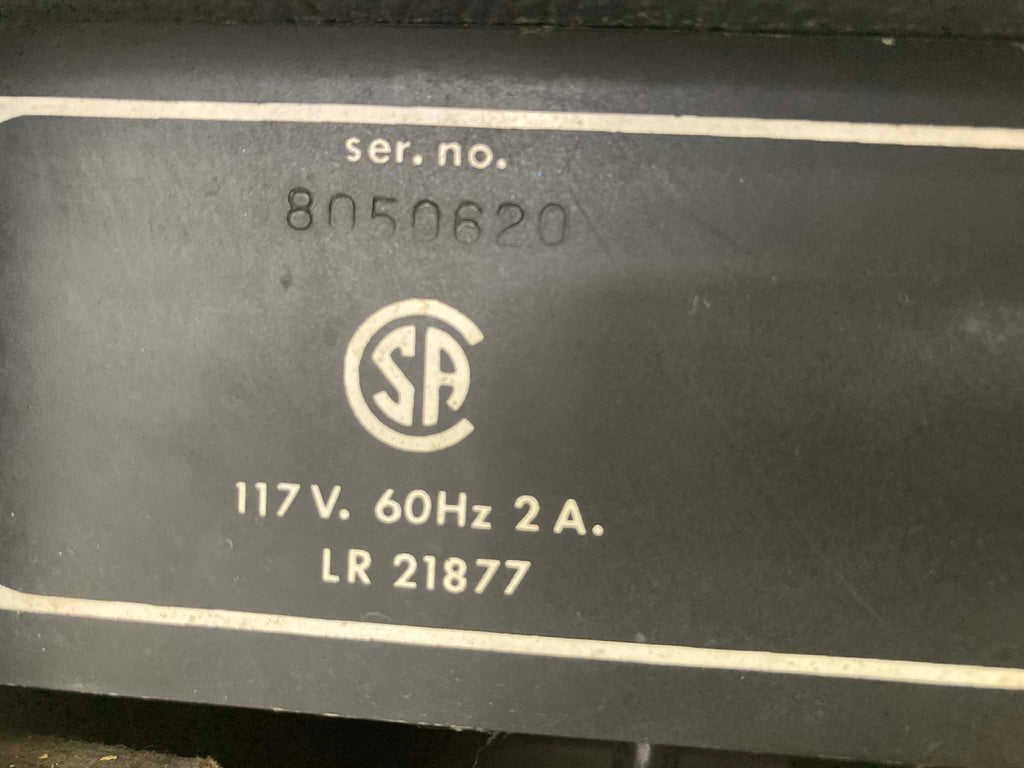 ser. no.
8050620
CSA
117 V. 60Hz 2 A.
LR 21877